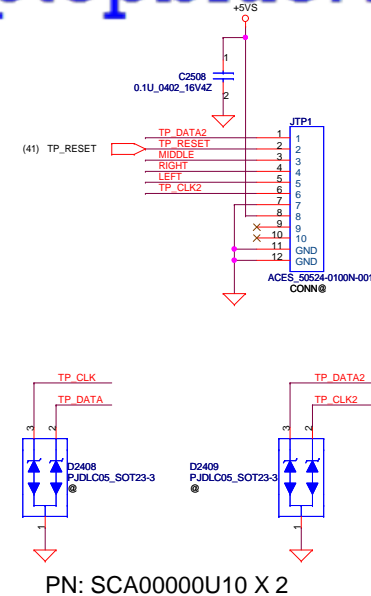 +5VS
1
C2508
0.1U_0402_16V4Z
2
JTP1
(41) TP_RESET
TP_DATA2 1 1
TP_RESET 2 2
MIDDLE 3 3
RIGHT 4 4
LEFT 5 5
TP_CLK2 6 6
7 7
8 8
9 9
10 10
11 GND
12 GND
ACES_50524-0100N-001
CONN@
TP_CLK
TP_DATA
3 2
D2408
PJDLC05_SOT23-3
@
1
TP_DATA2
TP_CLK2
3 2
D2409
PJDLC05_SOT23-3
@
1
PN: SCA00000U10 X 2